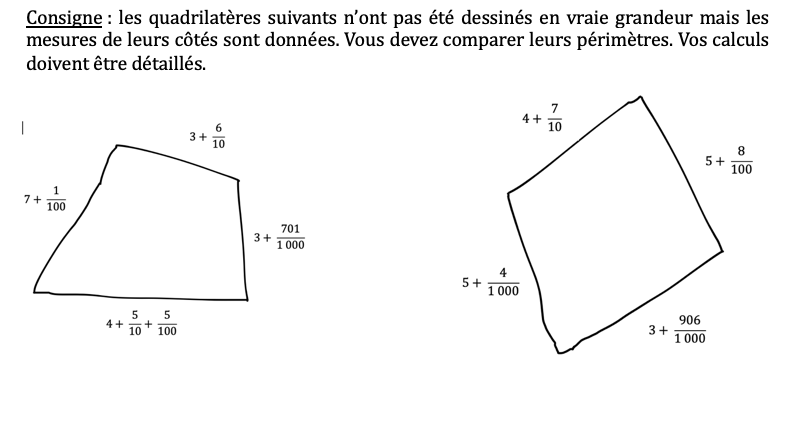 Consigne : les quadrilatères suivants n'ont pas été dessinés en vraie grandeur mais les
mesures de leurs côtés sont données. Vous devez comparer leurs périmètres. Vos calculs
doivent être détaillés.
3 + 6/10
7 + 1/100
3 + 701/1 000
4 + 5/10 + 5/100
4 + 7/10
5 + 8/100
5 + 4/1 000
3 + 906/1 000